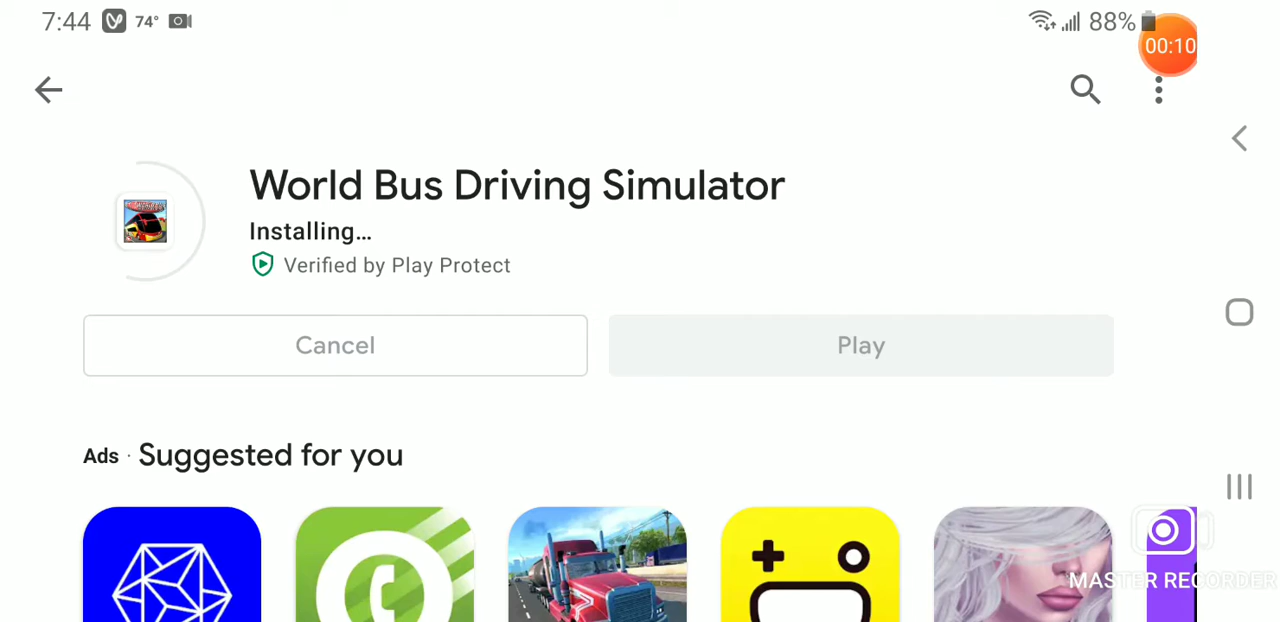 7:44 74° 88%
00:10
World Bus Driving Simulator
Installing...
Verified by Play Protect
Cancel Play
Ads · Suggested for you
MASTER RECORDER